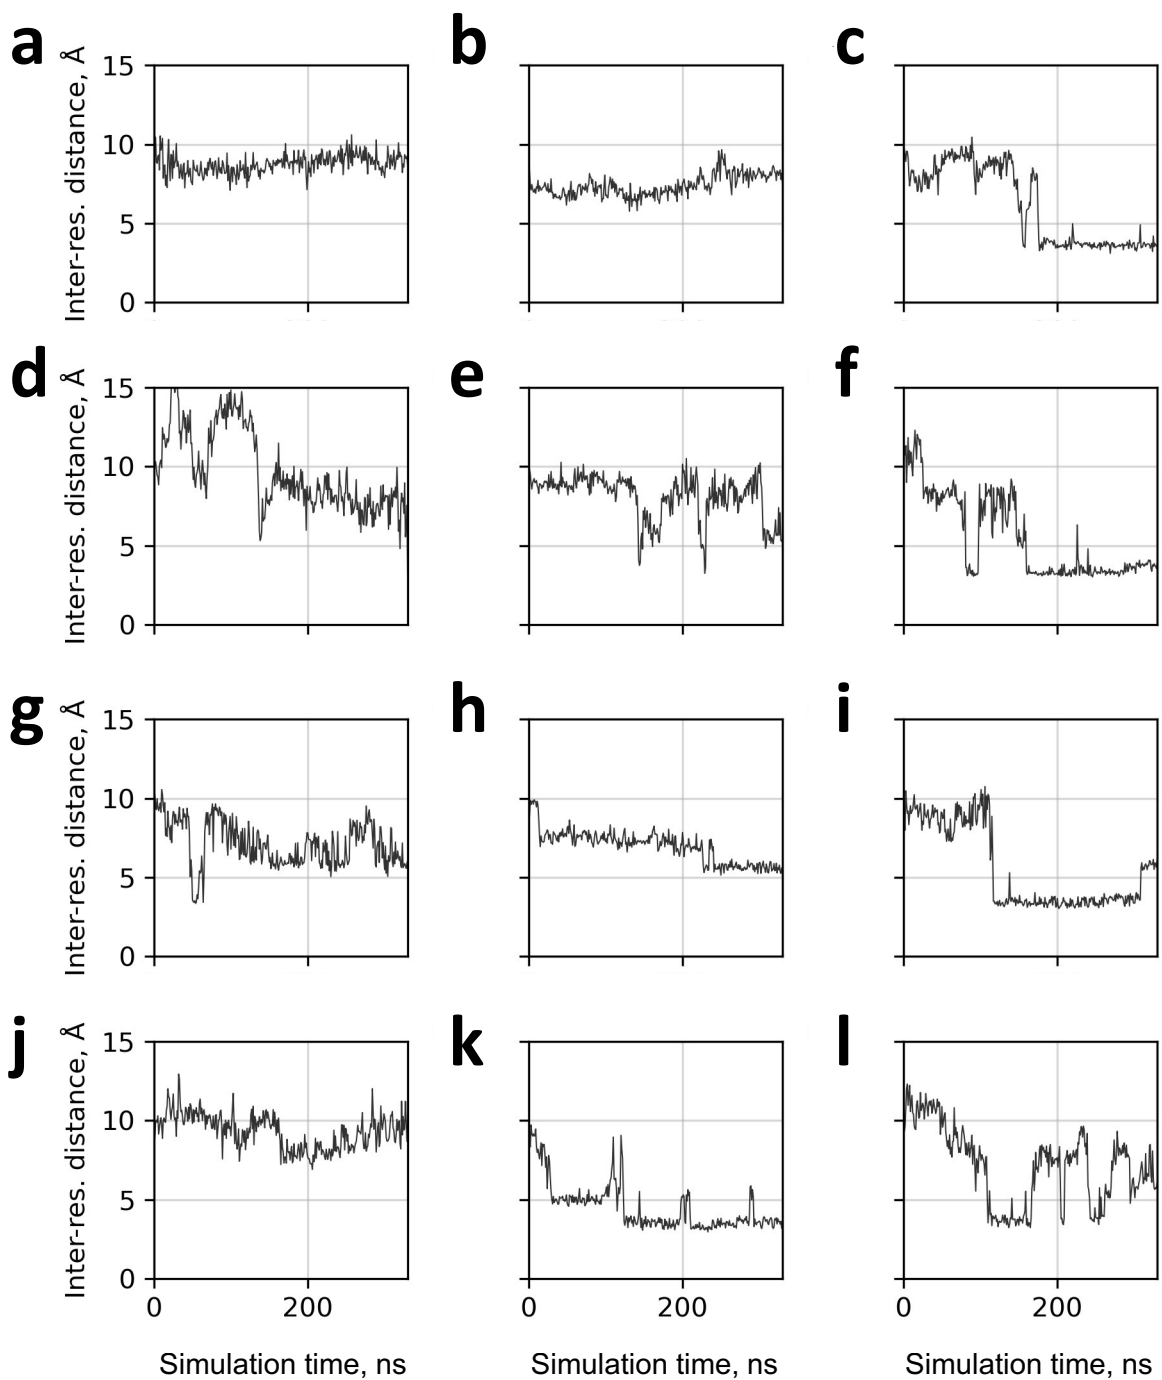 a
b
c
Inter-res. distance, Å
15
10
5
0
d
e
f
Inter-res. distance, Å
15
10
5
0
g
h
i
Inter-res. distance, Å
15
10
5
0
j
k
l
Inter-res. distance, Å
15
10
5
0
0 200
0 200
0 200
Simulation time, ns
Simulation time, ns
Simulation time, ns